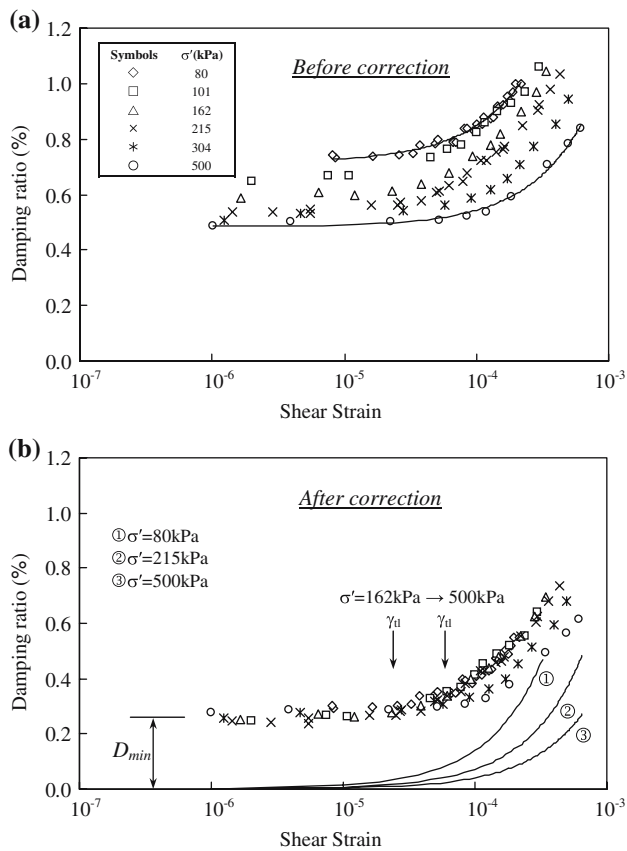 (a)
Symbols σ′(kPa)
80
101
162
215
304
500
Before correction
Damping ratio (%)
1.2
1.0
0.8
0.6
0.4
0.2
0.0
10⁻⁷ 10⁻⁶ 10⁻⁵ 10⁻⁴ 10⁻³
Shear Strain
(b)
After correction
①σ′=80kPa
②σ′=215kPa
③σ′=500kPa
σ′=162kPa → 500kPa
γtl γtl
①
②
③
Dmin
Damping ratio (%)
1.2
1.0
0.8
0.6
0.4
0.2
0.0
10⁻⁷ 10⁻⁶ 10⁻⁵ 10⁻⁴ 10⁻³
Shear Strain